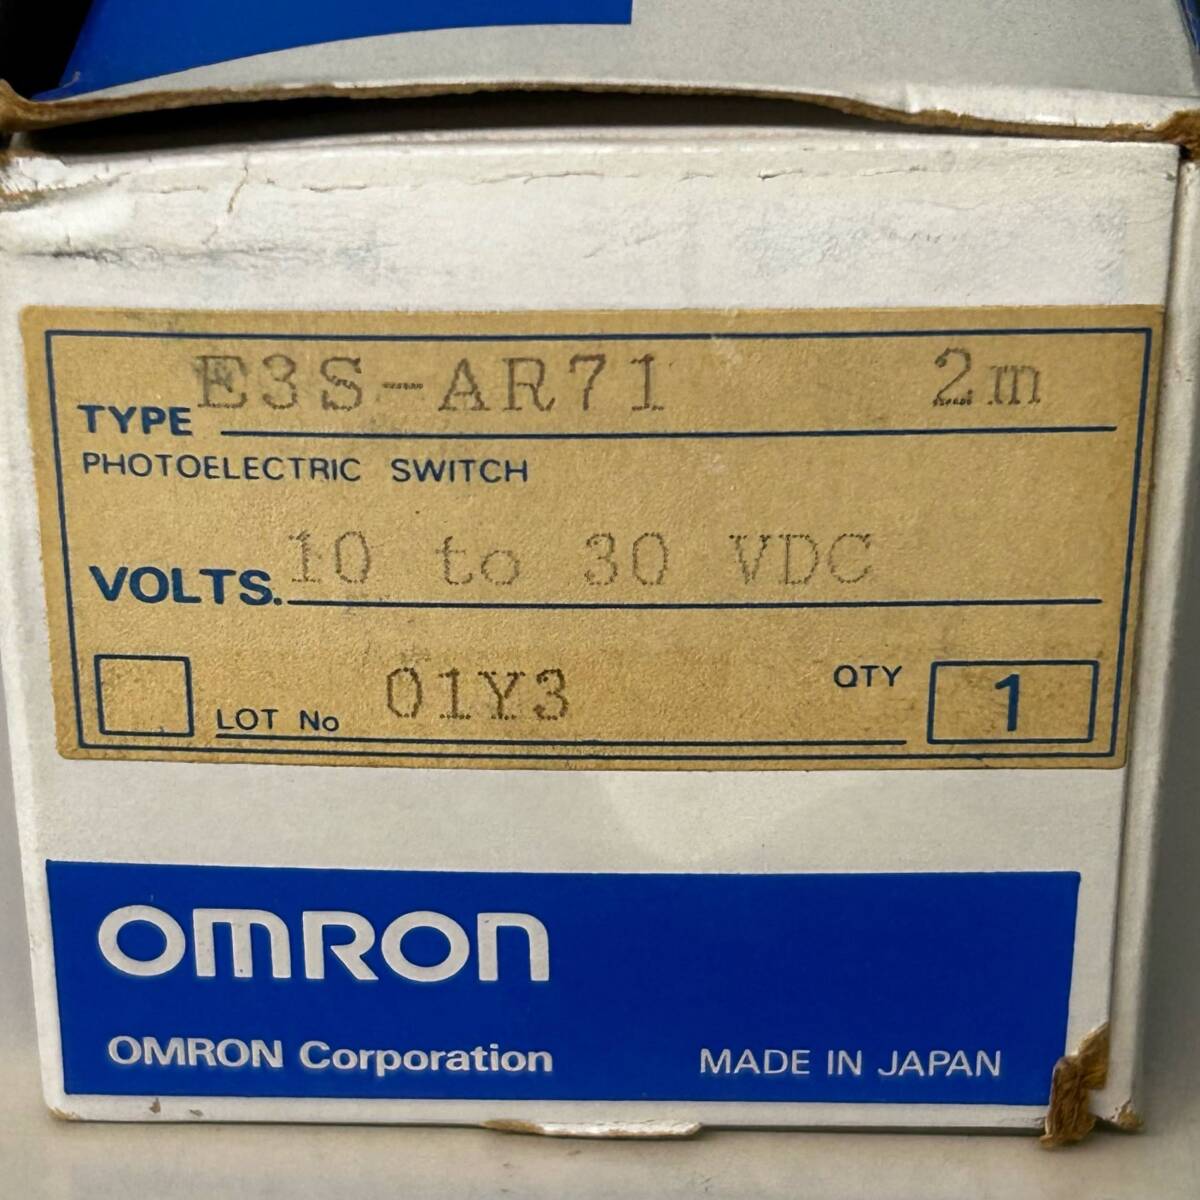 TYPE E3S-AR71 2m
PHOTOELECTRIC SWITCH
VOLTS. 10 to 30 VDC
LOT No 01Y3 QTY 1
OMRON
OMRON Corporation MADE IN JAPAN